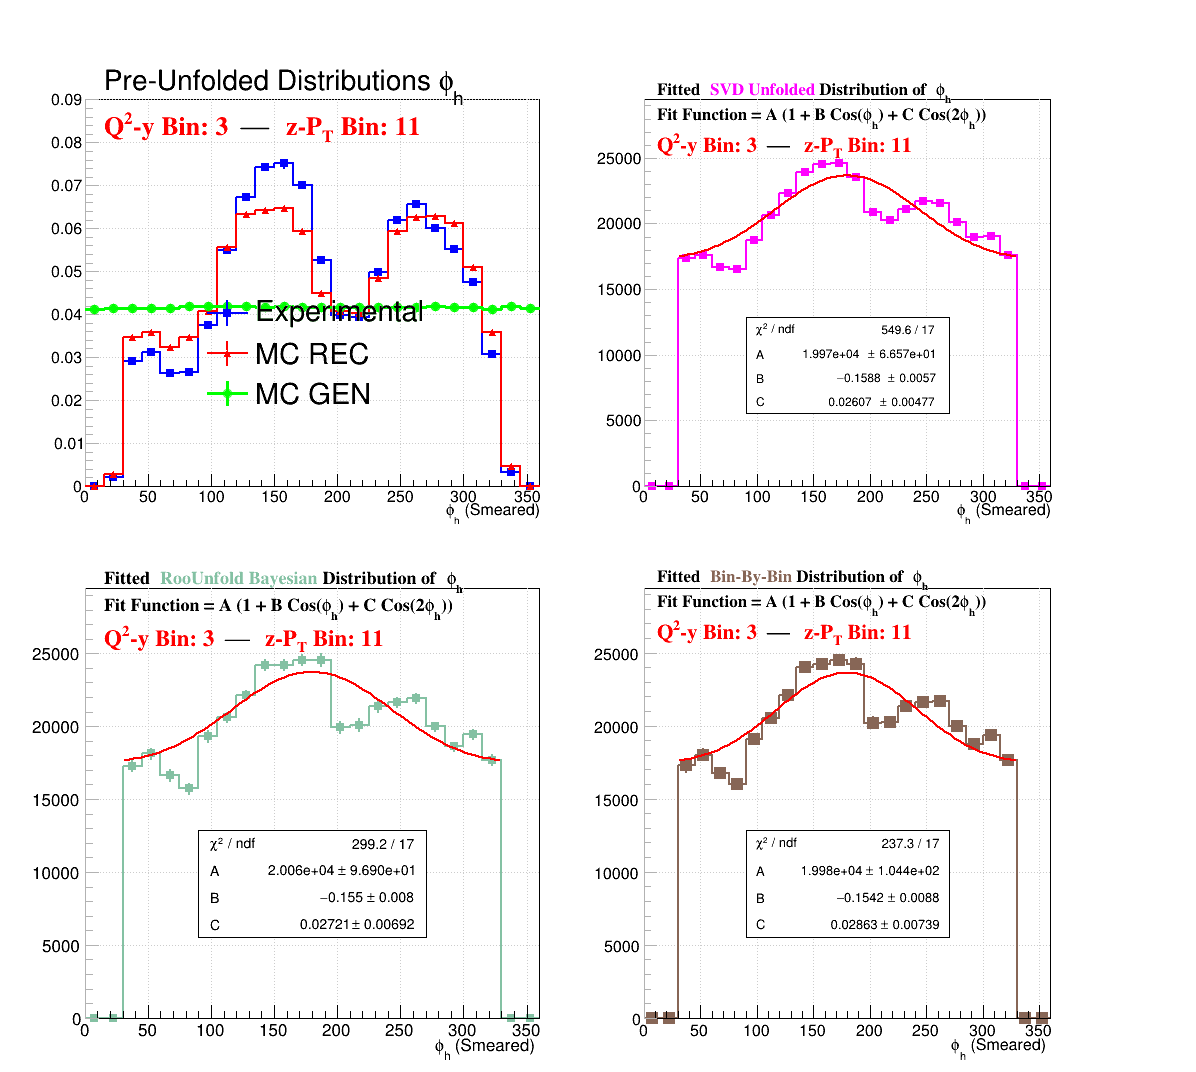 Pre-Unfolded Distributions ϕh
Q²-y Bin: 3 — z-PT Bin: 11
0.09
0.08
0.07
0.06
0.05
0.04
0.03
0.02
0.01
0
Experimental
MC REC
MC GEN
0 50 100 150 200 250 300 350
ϕh (Smeared)
Fitted SVD Unfolded Distribution of ϕh
Fit Function = A (1 + B Cos(ϕh) + C Cos(2ϕh))
Q²-y Bin: 3 — z-PT Bin: 11
25000
20000
15000
10000
5000
0
χ² / ndf 549.6 / 17
A 1.997e+04 ± 6.657e+01
B −0.1588 ± 0.0057
C 0.02607 ± 0.00477
0 50 100 150 200 250 300 350
ϕh (Smeared)
Fitted RooUnfold Bayesian Distribution of ϕh
Fit Function = A (1 + B Cos(ϕh) + C Cos(2ϕh))
Q²-y Bin: 3 — z-PT Bin: 11
25000
20000
15000
10000
5000
0
χ² / ndf 299.2 / 17
A 2.006e+04 ± 9.690e+01
B −0.155 ± 0.008
C 0.02721 ± 0.00692
0 50 100 150 200 250 300 350
ϕh (Smeared)
Fitted Bin-By-Bin Distribution of ϕh
Fit Function = A (1 + B Cos(ϕh) + C Cos(2ϕh))
Q²-y Bin: 3 — z-PT Bin: 11
25000
20000
15000
10000
5000
0
χ² / ndf 237.3 / 17
A 1.998e+04 ± 1.044e+02
B −0.1542 ± 0.0088
C 0.02863 ± 0.00739
0 50 100 150 200 250 300 350
ϕh (Smeared)